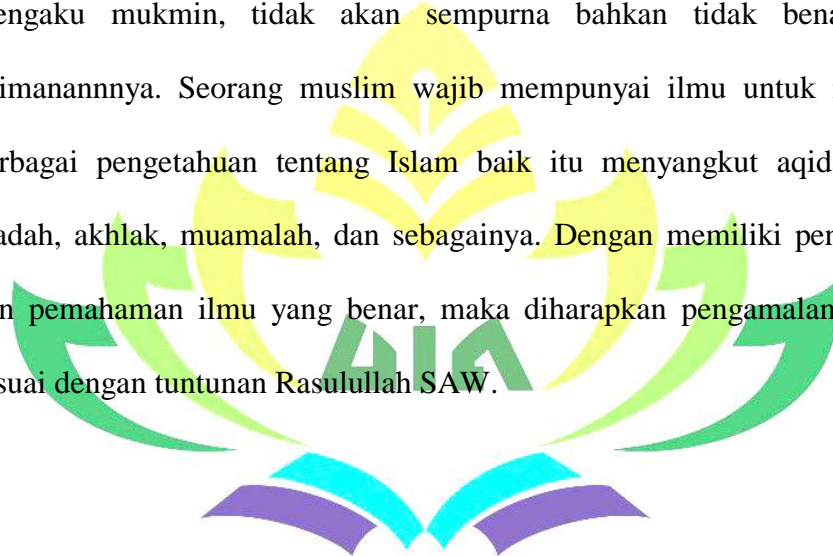 engaku mukmin, tidak akan sempurna bahkan tidak bena
imanannnya. Seorang muslim wajib mempunyai ilmu untuk
rbagai pengetahuan tentang Islam baik itu menyangkut aqid
adah, akhlak, muamalah, dan sebagainya. Dengan memiliki pe
n pemahaman ilmu yang benar, maka diharapkan pengamalan
suai dengan tuntunan Rasulullah SAW.